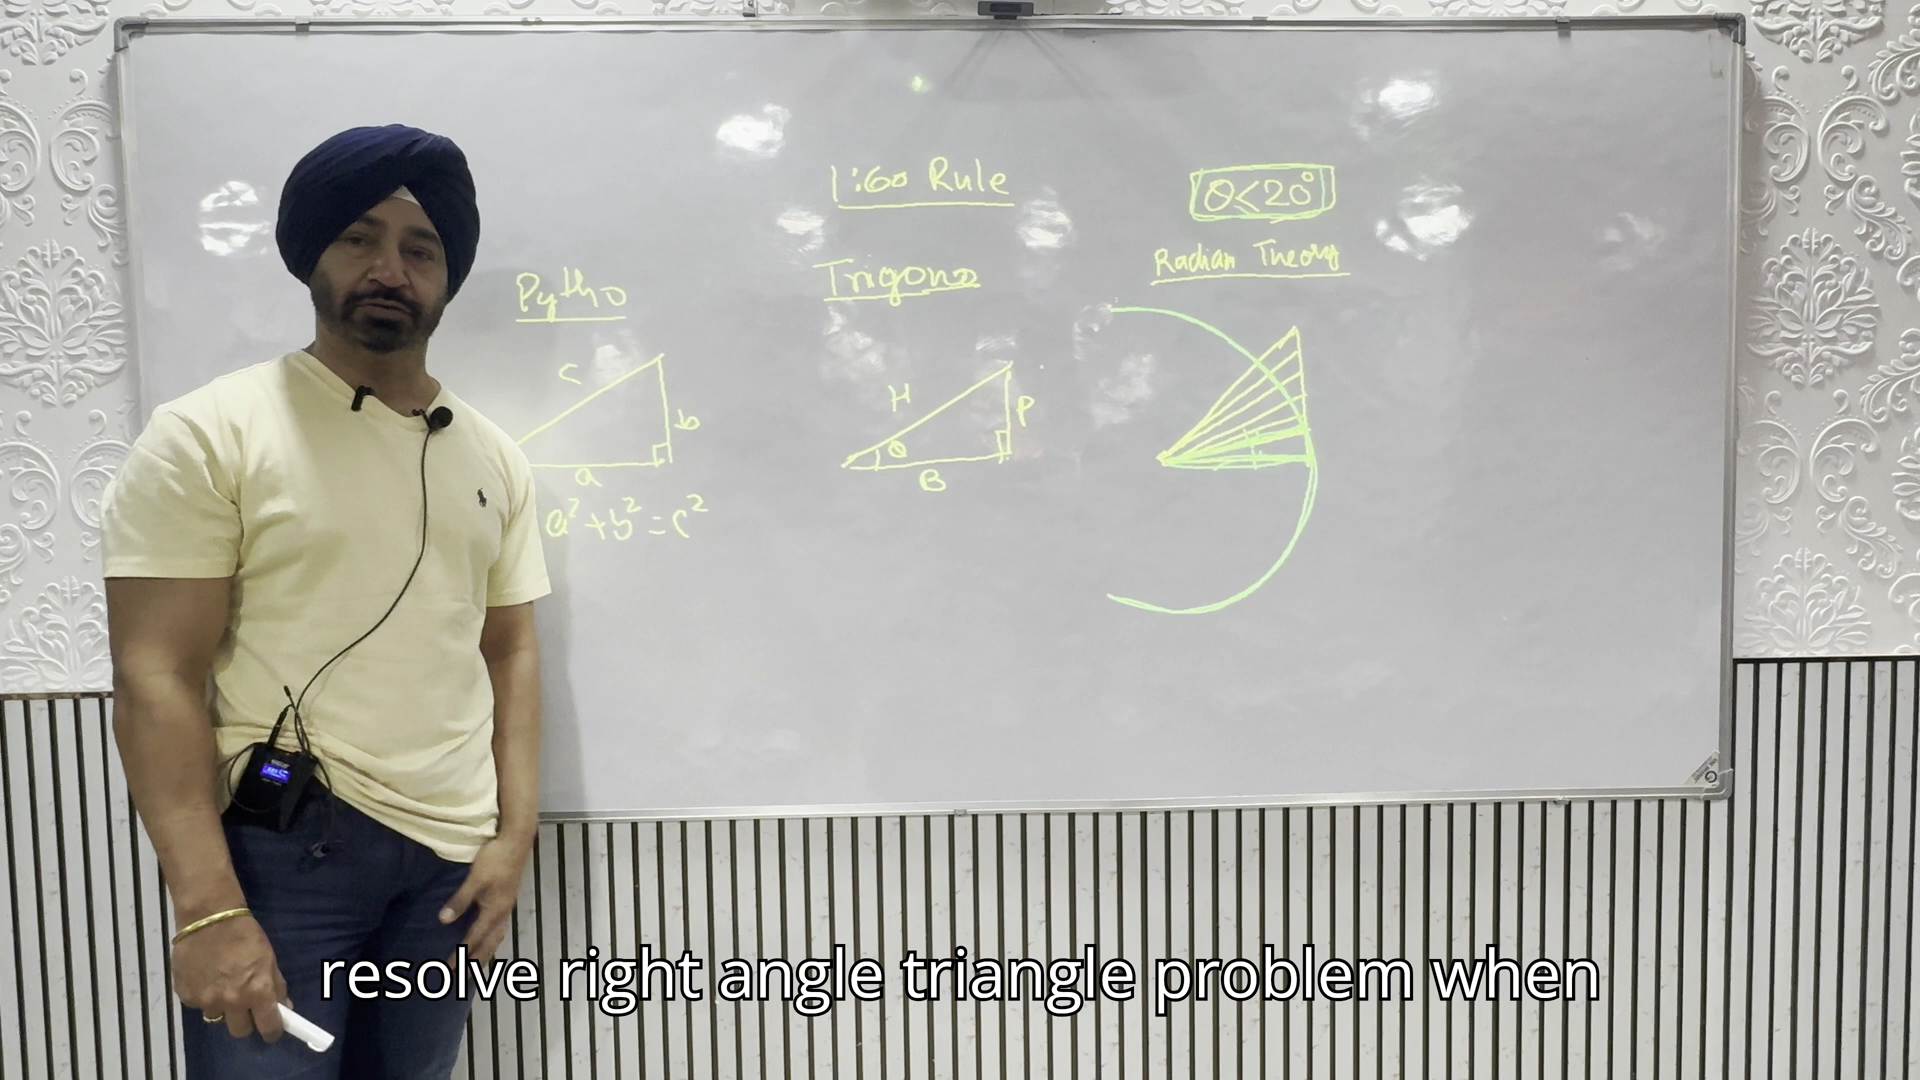 1:60 Rule
θ<20°
Pytho
Trigono
Radian Theory
c
b
a
a²+b²=c²
H
P
θ
B
resolve right angle triangle problem when